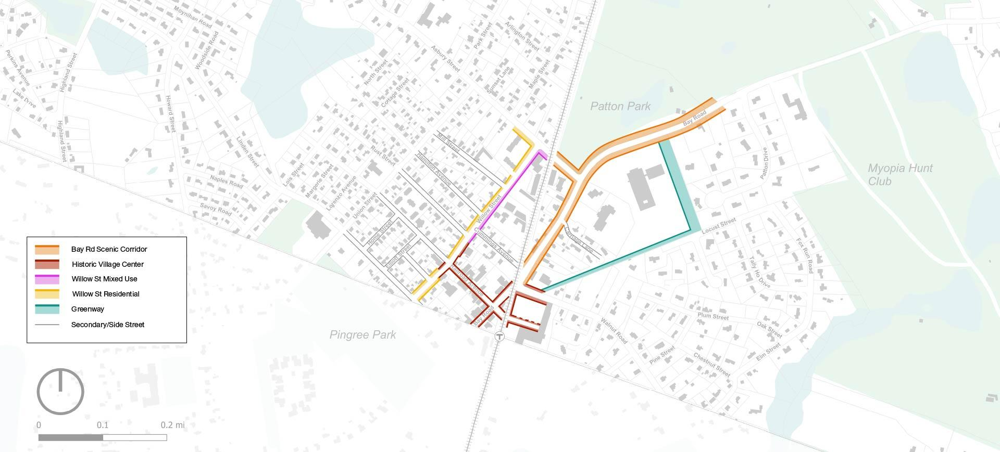 Moynihan Road
Woodside Road
Perkins Avenue
Highland Street
Lake Drive
Highland Street
Howard Street
Linden Street
Naples Road
Savoy Road
Park Street
Arlington Street
Asbury Street
North Street
Cottage Street
Sunset Lane
Maple Street
Patton Park
Bay Road
Mill Street
Hamilton Avenue
Rust Street
Lois Street
Margerie Street
Lorenzo Avenue
Union Street
Willow Street
Home Street
Elliott Street
Cummings Avenue
Railroad Avenue
Bay Road
Carriage Lane
Patton Drive
Myopia Hunt
Club
Locust Street
Fox Run Road
Tally Ho Drive
Plum Street
Oak Street
Elm Street
Walnut Road
Pine Street
Chestnut Street
Pingree Park
T
Bay Rd Scenic Corridor
Historic Village Center
Willow St Mixed Use
Willow St Residential
Greenway
Secondary/Side Street
0 0.1 0.2 mi